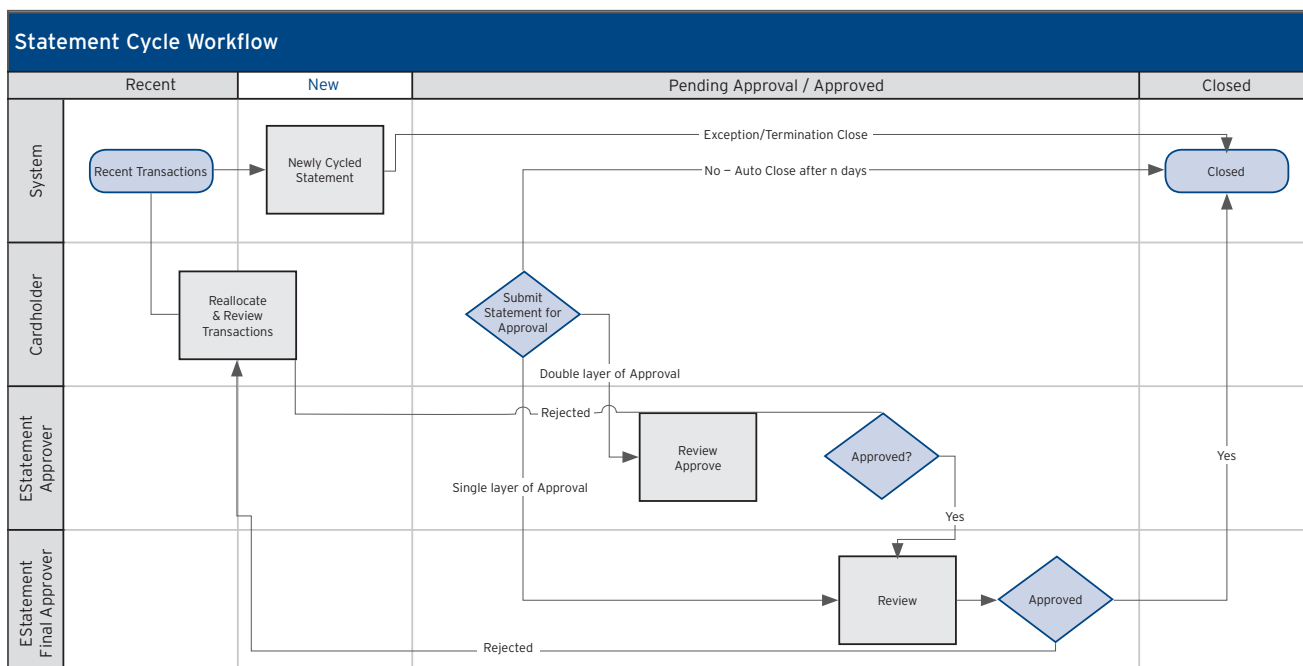 Statement Cycle Workflow
Recent
New
Pending Approval / Approved
Closed
System
Recent Transactions
Newly Cycled
Statement
Exception/Termination Close
No – Auto Close after n days
Closed
Cardholder
Reallocate
& Review
Transactions
Submit
Statement for
Approval
Double layer of Approval
EStatement
Approver
Rejected
Review
Approve
Approved?
Yes
Single layer of Approval
Yes
EStatement
Final Approver
Review
Approved
Rejected